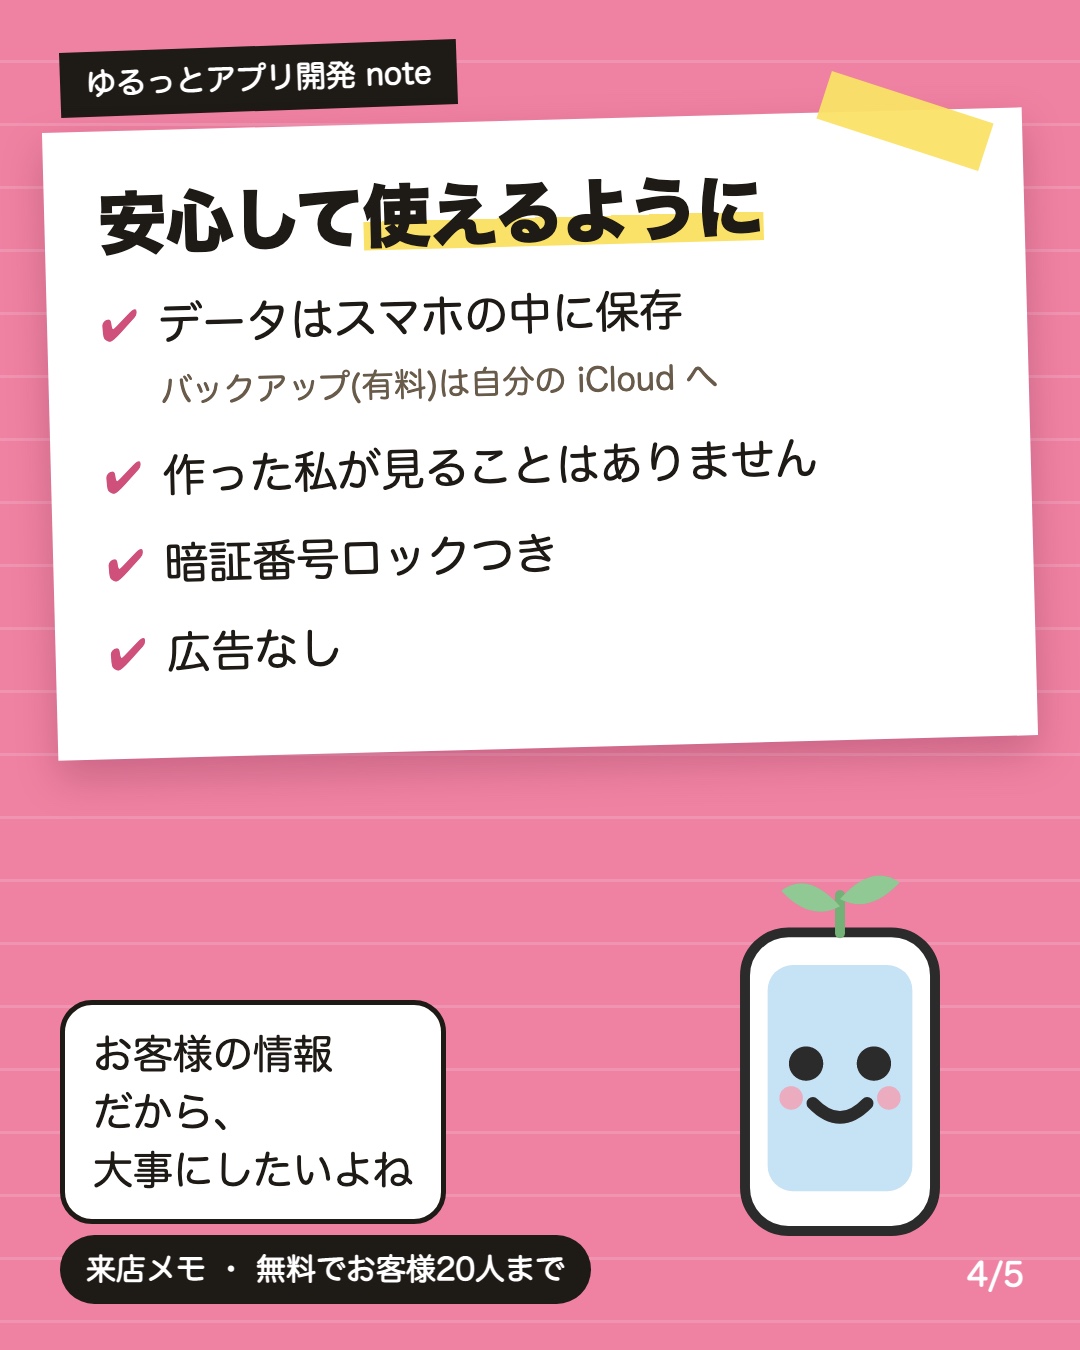 ゆるっとアプリ開発 note
安心して使えるように
✔ データはスマホの中に保存
バックアップ(有料)は自分の iCloud へ
✔ 作った私が見ることはありません
✔ 暗証番号ロックつき
✔ 広告なし
お客様の情報
だから、
大事にしたいよね
来店メモ ・ 無料でお客様20人まで
4/5